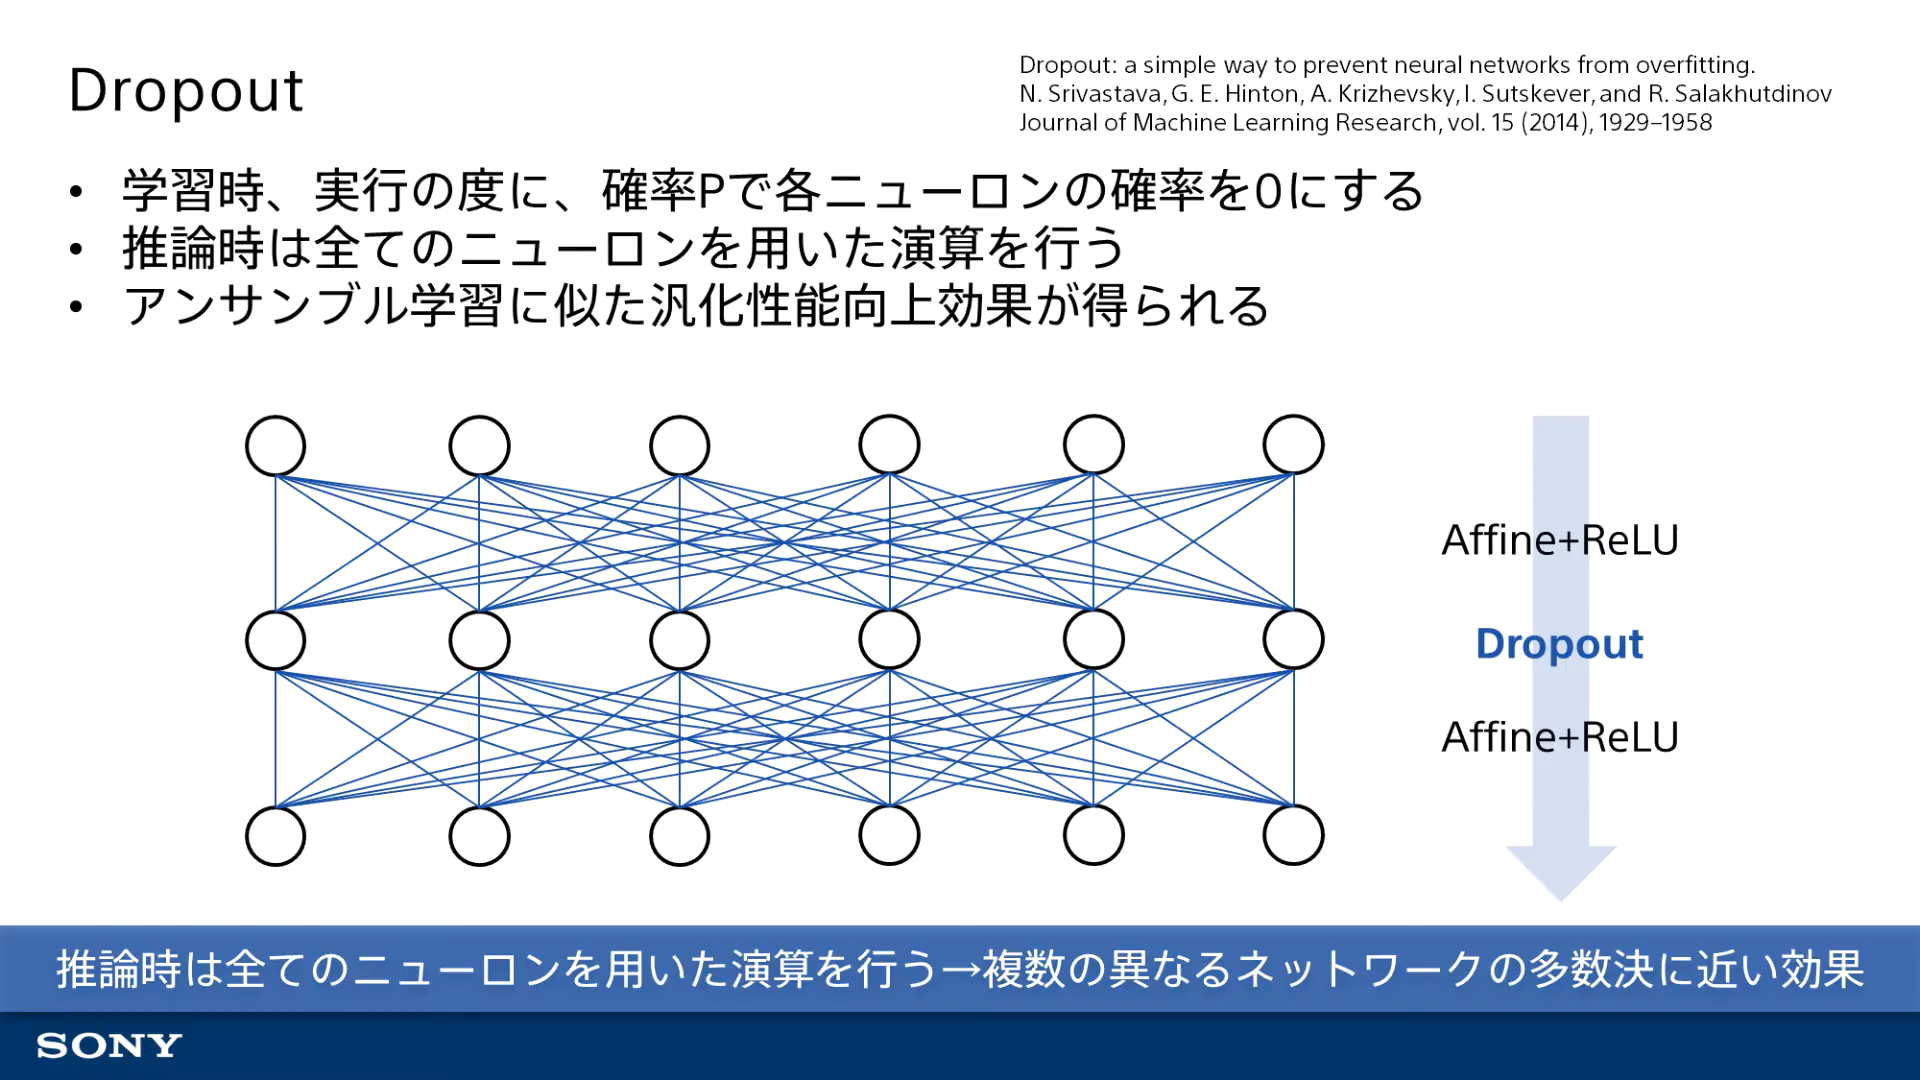 Dropout
Dropout: a simple way to prevent neural networks from overfitting.
N. Srivastava, G. E. Hinton, A. Krizhevsky, I. Sutskever, and R. Salakhutdinov
Journal of Machine Learning Research, vol. 15 (2014), 1929–1958
• 学習時、実行の度に、確率Pで各ニューロンの確率を0にする
• 推論時は全てのニューロンを用いた演算を行う
• アンサンブル学習に似た汎化性能向上効果が得られる
Affine+ReLU
Dropout
Affine+ReLU
推論時は全てのニューロンを用いた演算を行う→複数の異なるネットワークの多数決に近い効果
SONY